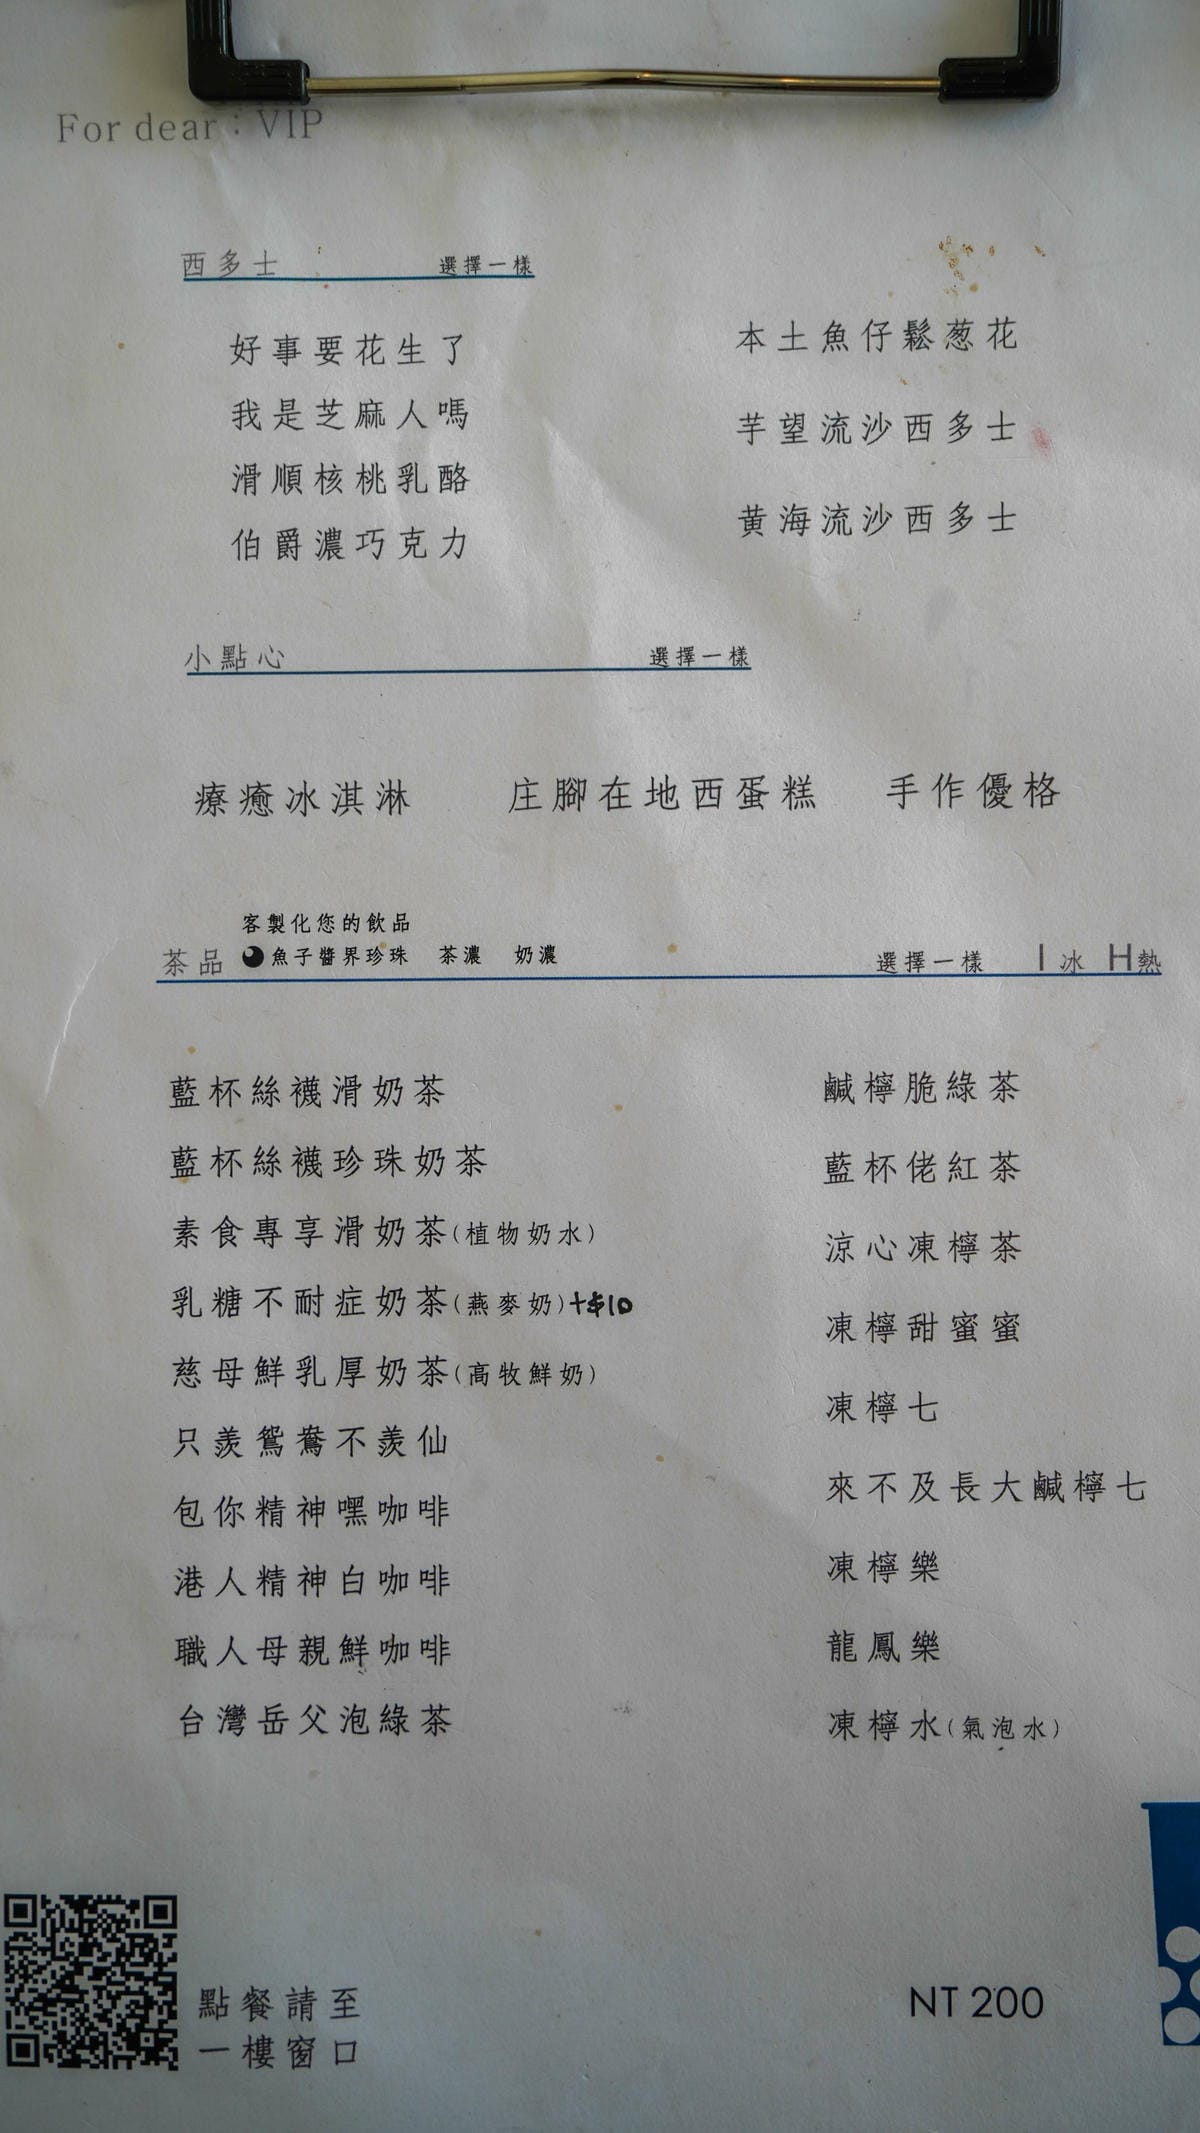 For dear：VIP
西多士 選擇一樣
好事要花生了
我是芝麻人嗎
滑順核桃乳酪
伯爵濃巧克力
本土魚仔鬆葱花
芋望流沙西多士
黃海流沙西多士
小點心 選擇一樣
療癒冰淇淋 庄腳在地西蛋糕 手作優格
客製化您的飲品
茶品 魚子醬界珍珠 茶濃 奶濃 選擇一樣 I 冰 H熱
藍杯絲襪滑奶茶
藍杯絲襪珍珠奶茶
素食專享滑奶茶(植物奶水)
乳糖不耐症奶茶(燕麥奶)+$10
慈母鮮乳厚奶茶(高牧鮮奶)
只羨鴛鴦不羨仙
包你精神嘿咖啡
港人精神白咖啡
職人母親鮮咖啡
台灣岳父泡綠茶
鹹檸脆綠茶
藍杯佬紅茶
涼心凍檸茶
凍檸甜蜜蜜
凍檸七
來不及長大鹹檸七
凍檸樂
龍鳳樂
凍檸水(氣泡水)
點餐請至
一樓窗口
NT 200